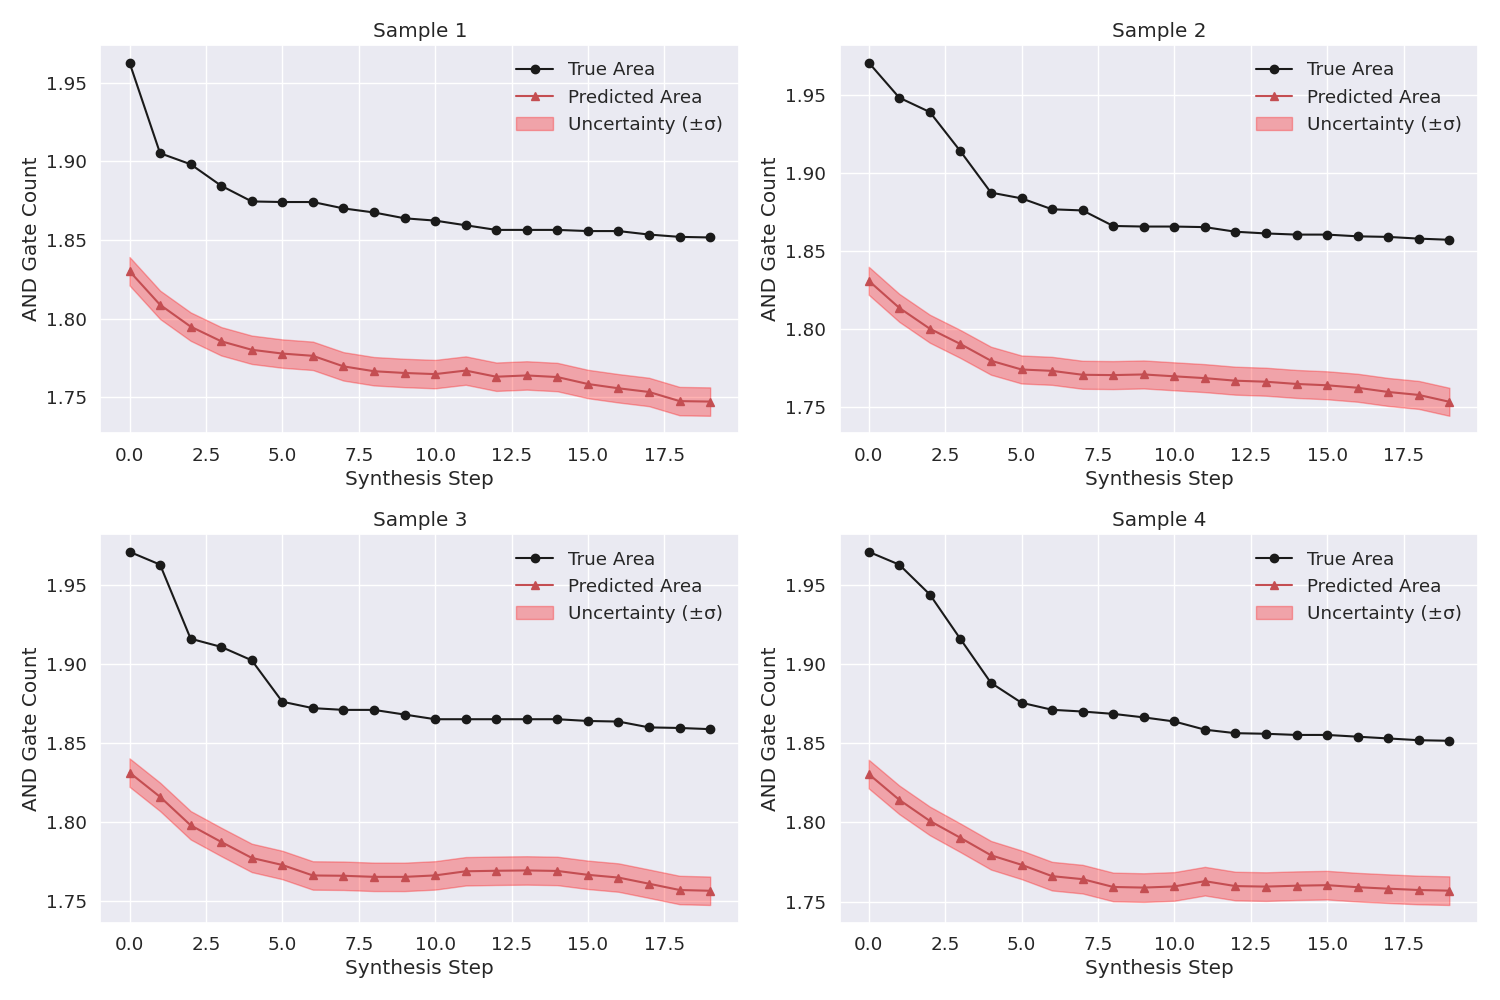 Sample 1
AND Gate Count
1.95
1.90
1.85
1.80
1.75
True Area
Predicted Area
Uncertainty (±σ)
0.0 2.5 5.0 7.5 10.0 12.5 15.0 17.5
Synthesis Step
Sample 2
AND Gate Count
1.95
1.90
1.85
1.80
1.75
True Area
Predicted Area
Uncertainty (±σ)
0.0 2.5 5.0 7.5 10.0 12.5 15.0 17.5
Synthesis Step
Sample 3
AND Gate Count
1.95
1.90
1.85
1.80
1.75
True Area
Predicted Area
Uncertainty (±σ)
0.0 2.5 5.0 7.5 10.0 12.5 15.0 17.5
Synthesis Step
Sample 4
AND Gate Count
1.95
1.90
1.85
1.80
1.75
True Area
Predicted Area
Uncertainty (±σ)
0.0 2.5 5.0 7.5 10.0 12.5 15.0 17.5
Synthesis Step